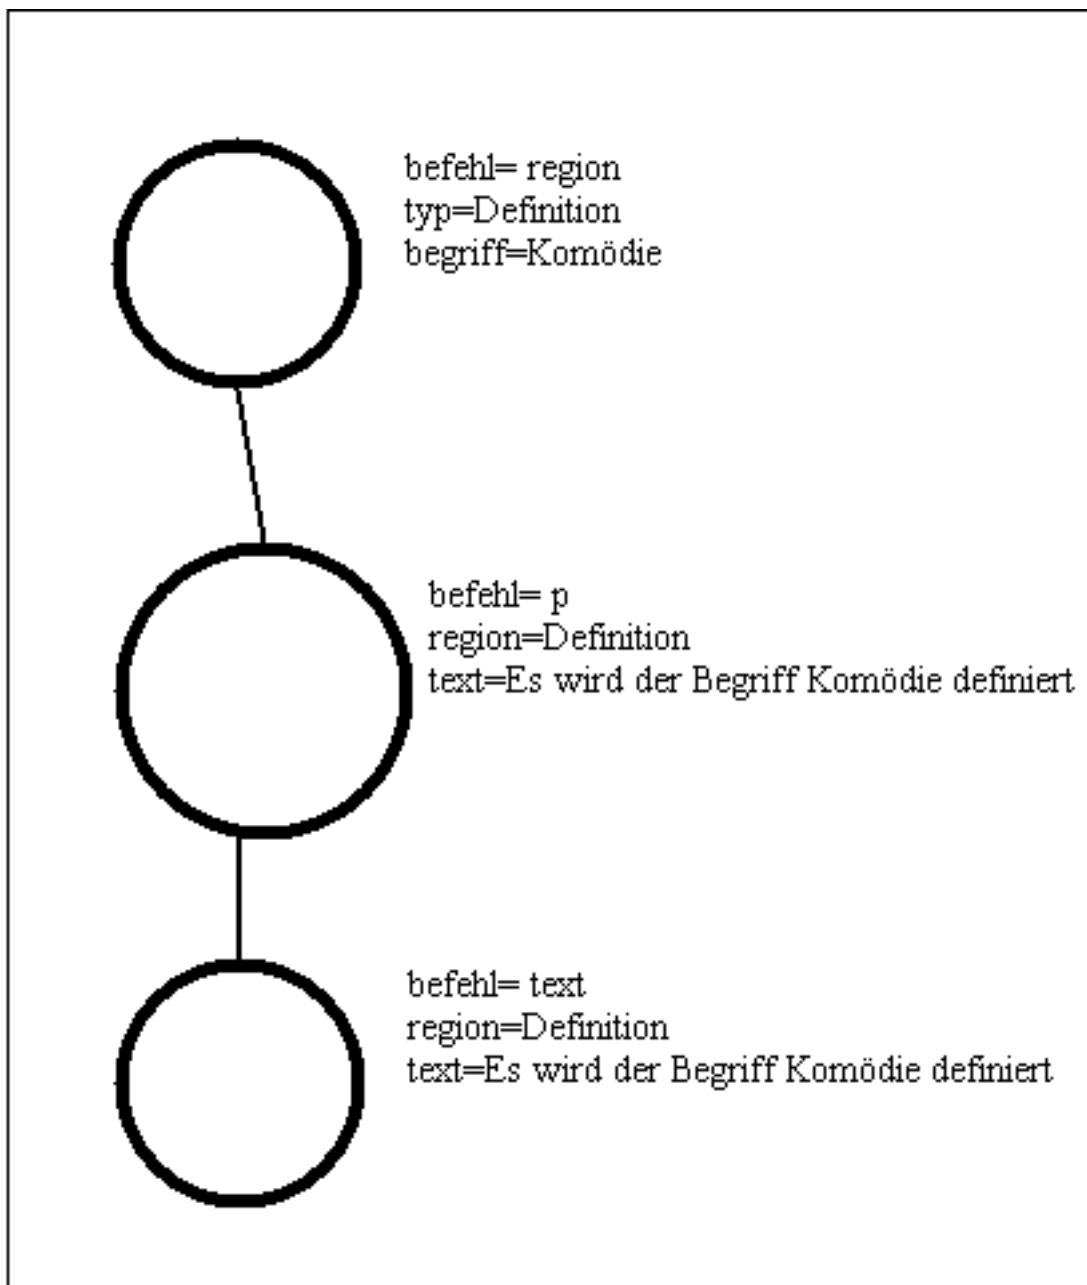 befehl= region
typ=Definition
begriff=Komödie
befehl= p
region=Definition
text=Es wird der Begriff Komödie definiert
befehl= text
region=Definition
text=Es wird der Begriff Komödie definiert